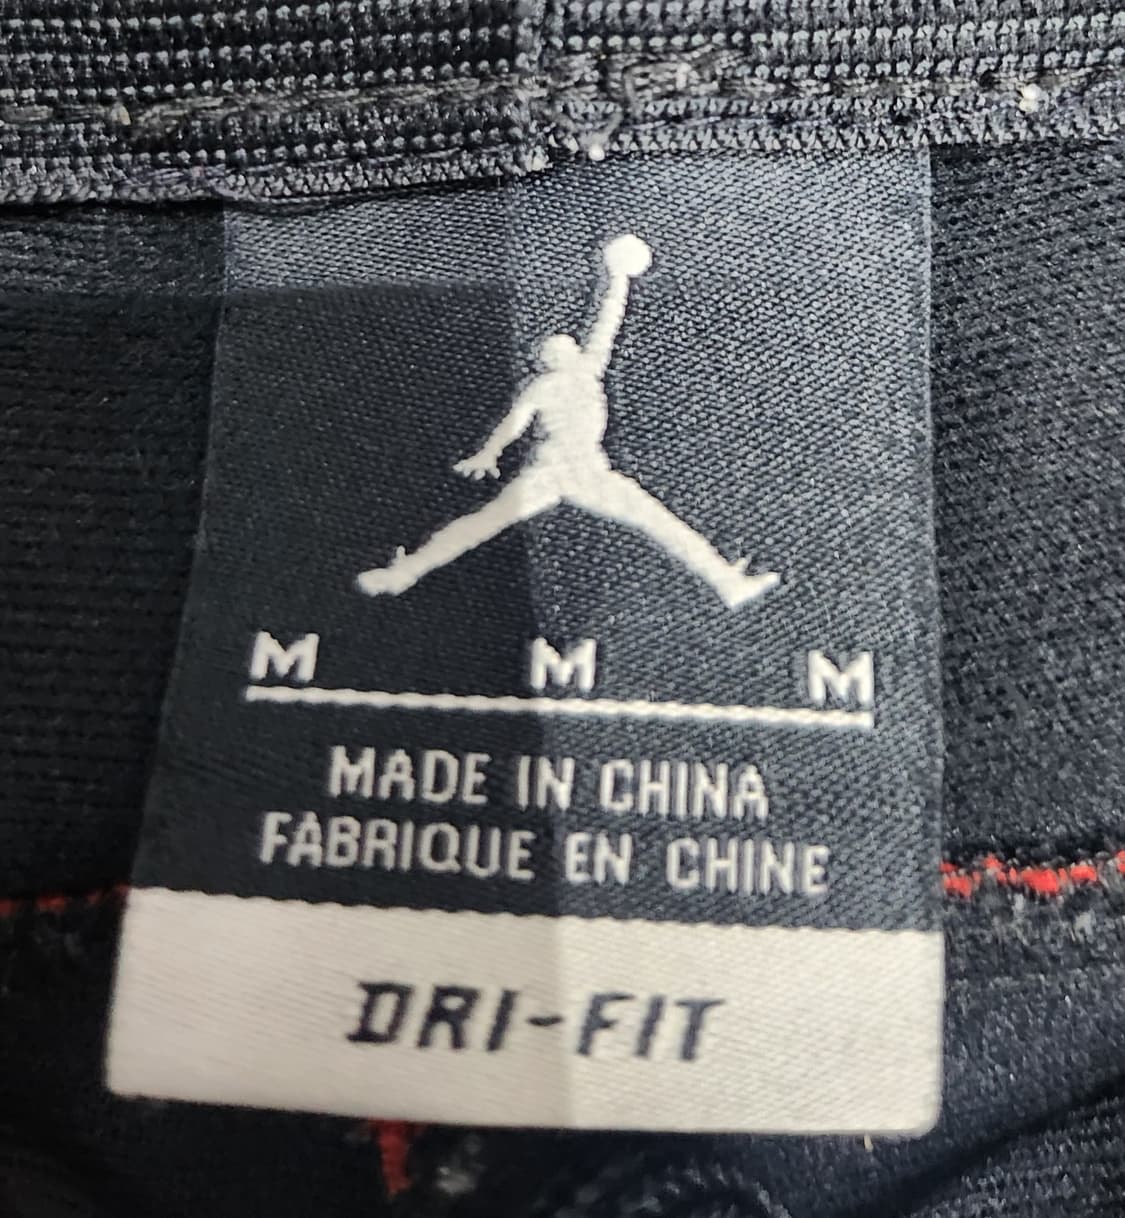 M M M
MADE IN CHINA
FABRIQUE EN CHINE
DRI-FIT